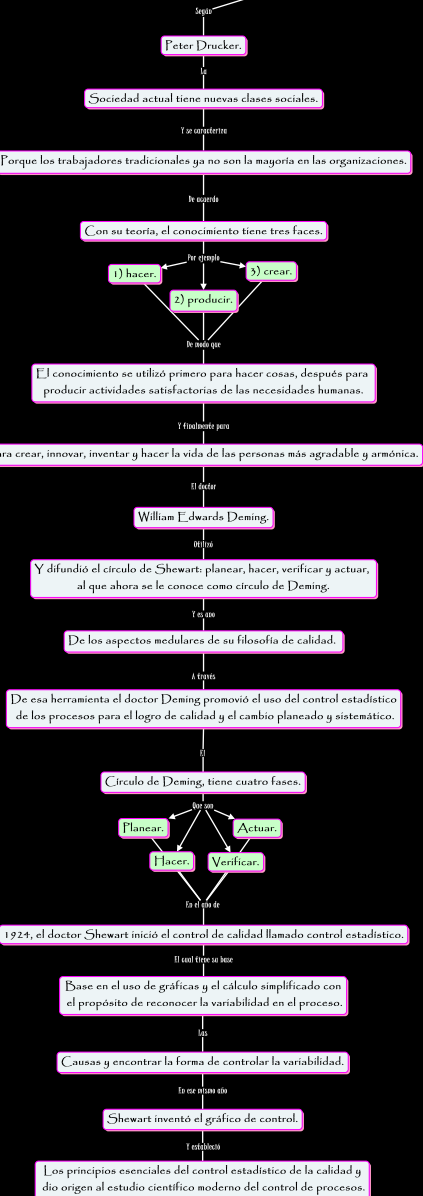 Según
Peter Drucker.
La
Sociedad actual tiene nuevas clases sociales.
Y se caracteriza
Porque los trabajadores tradicionales ya no son la mayoría en las organizaciones.
De acuerdo
Con su teoría, el conocimiento tiene tres faces.
Por ejemplo
1) hacer.
3) crear.
2) producir.
De modo que
El conocimiento se utilizó primero para hacer cosas, después para
producir actividades satisfactorias de las necesidades humanas.
Y finalmente para
crear, innovar, inventar y hacer la vida de las personas más agradable y armónica.
El doctor
William Edwards Deming.
Utilizó
Y difundió el círculo de Shewart: planear, hacer, verificar y actuar,
al que ahora se le conoce como círculo de Deming.
Y es uno
De los aspectos medulares de su filosofía de calidad.
A través
De esa herramienta el doctor Deming promovió el uso del control estadístico
de los procesos para el logro de calidad y el cambio planeado y sistemático.
El
Círculo de Deming, tiene cuatro fases.
Que son
Planear.
Actuar.
Hacer.
Verificar.
En el año de
1924, el doctor Shewart inició el control de calidad llamado control estadístico.
El cual tiene su base
Base en el uso de gráficas y el cálculo simplificado con
el propósito de reconocer la variabilidad en el proceso.
Las
Causas y encontrar la forma de controlar la variabilidad.
En ese mismo año
Shewart inventó el gráfico de control.
Y estableció
Los principios esenciales del control estadístico de la calidad y
dio origen al estudio científico moderno del control de procesos.